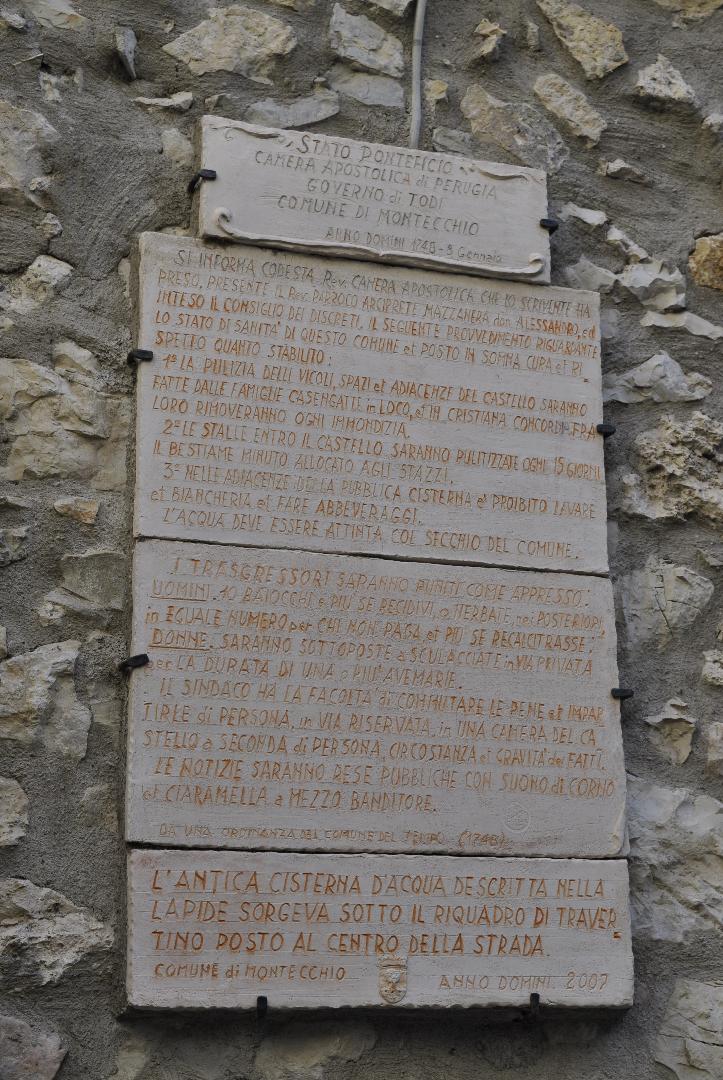 STATO PONTEFICIO
CAMERA APOSTOLICA di PERUGIA
GOVERNO di TODI
COMUNE DI MONTECCHIO
ANNO DOMINI 1748 - 9 Gennaio
SI INFORMA CODESTA Rev. CAMERA APOSTOLICA CHE lo SCRIVENTE HA
PRESO, PRESENTE IL Rev. PARROCO ARCIPRETE MAZZANERA don ALESSANDRO, ed
INTESO IL CONSIGLIO DEI DISCRETI, IL SEGUENTE PROVVEDIMENTO RIGUARDANTE
LO STATO DI SANITA' DI QUESTO COMUNE et POSTO IN SOMMA CURA et RI-
SPETTO QUANTO STABILITO:
1° LA PULIZIA DELLI VICOLI, SPAZI et ADIACENZE DEL CASTELLO SARANNO
FATTE DALLE FAMIGLIE CASENGATTE in LOCO, et IN CRISTIANA CONCORDIA FRA
LORO RIMOVERANNO OGNI IMMONDIZIA.
2° LE STALLE ENTRO IL CASTELLO SARANNO PULITIZZATE OGNI 15 GIORNI
IL BESTIAME MINUTO ALLOCATO AGLI STAZZI.
3° NELLE ADIACENZE DELLA PUBBLICA CISTERNA e' PROIBITO LAVARE
et BIANCHERIA et FARE ABBEVERAGGI.
L'ACQUA DEVE ESSERE ATTINTA COL SECCHIO DEL COMUNE.
I TRASGRESSORI SARANNO PUNITI COME APPRESSO:
UOMINI. 10 BAIOCCHI e PIÙ SE RECIDIVI, o NERBATE, nei POSTERIORI,
in EGUALE NUMERO per CHI NON PAGA, et PIÙ SE RECALCITRASSE;
DONNE: SARANNO SOTTOPOSTE a SCULACCIATE in VIA PRIVATA
per LA DURATA DI UNA o PIU' AVEMARIE.
IL SINDACO HA LA FACOLTA' di COMMUTARE LE PENE et IMPAR
TIRLE di PERSONA, in VIA RISERVATA, in UNA CAMERA DEL CA
STELLO a SECONDA di PERSONA, CIRCOSTANZA et GRAVITA' dei FATTI.
LE NOTIZIE SARANNO RESE PUBBLICHE CON SUONO di CORNO
et CIARAMELLA a MEZZO BANDITORE.
DA UNA ORDINANZA DEL COMUNE DEL TEMPO (1748)
L'ANTICA CISTERNA D'ACQUA DESCRITTA NELLA
LAPIDE SORGEVA SOTTO IL RIQUADRO DI TRAVER-
TINO POSTO AL CENTRO DELLA STRADA.
COMUNE di MONTECCHIO ANNO DOMINI. 2007